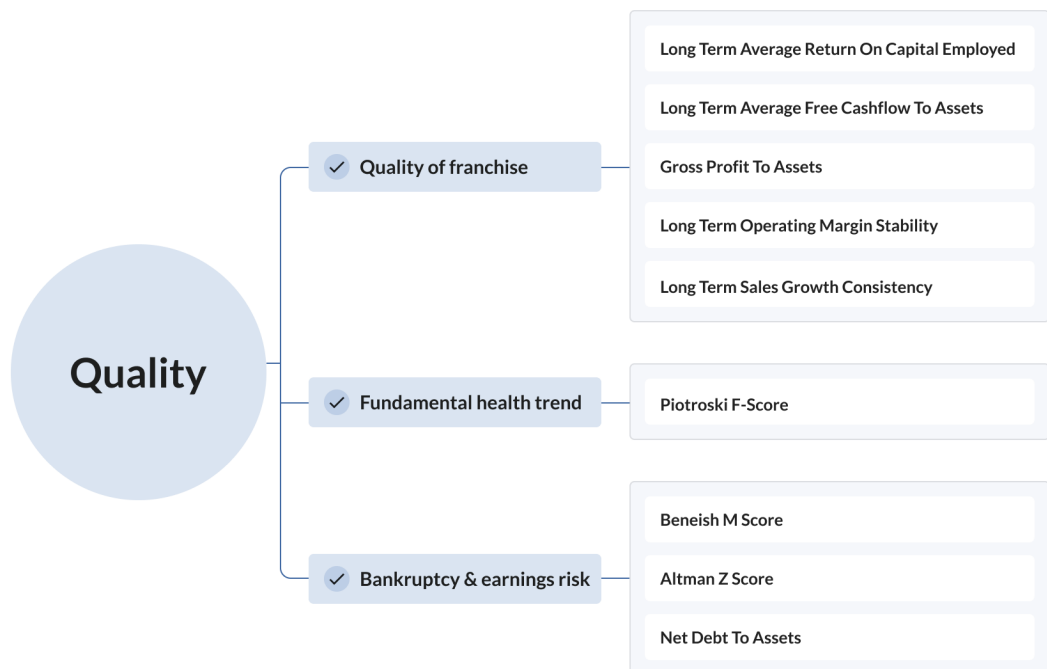 Quality
Quality of franchise
Long Term Average Return On Capital Employed
Long Term Average Free Cashflow To Assets
Gross Profit To Assets
Long Term Operating Margin Stability
Long Term Sales Growth Consistency
Fundamental health trend
Piotroski F-Score
Bankruptcy & earnings risk
Beneish M Score
Altman Z Score
Net Debt To Assets